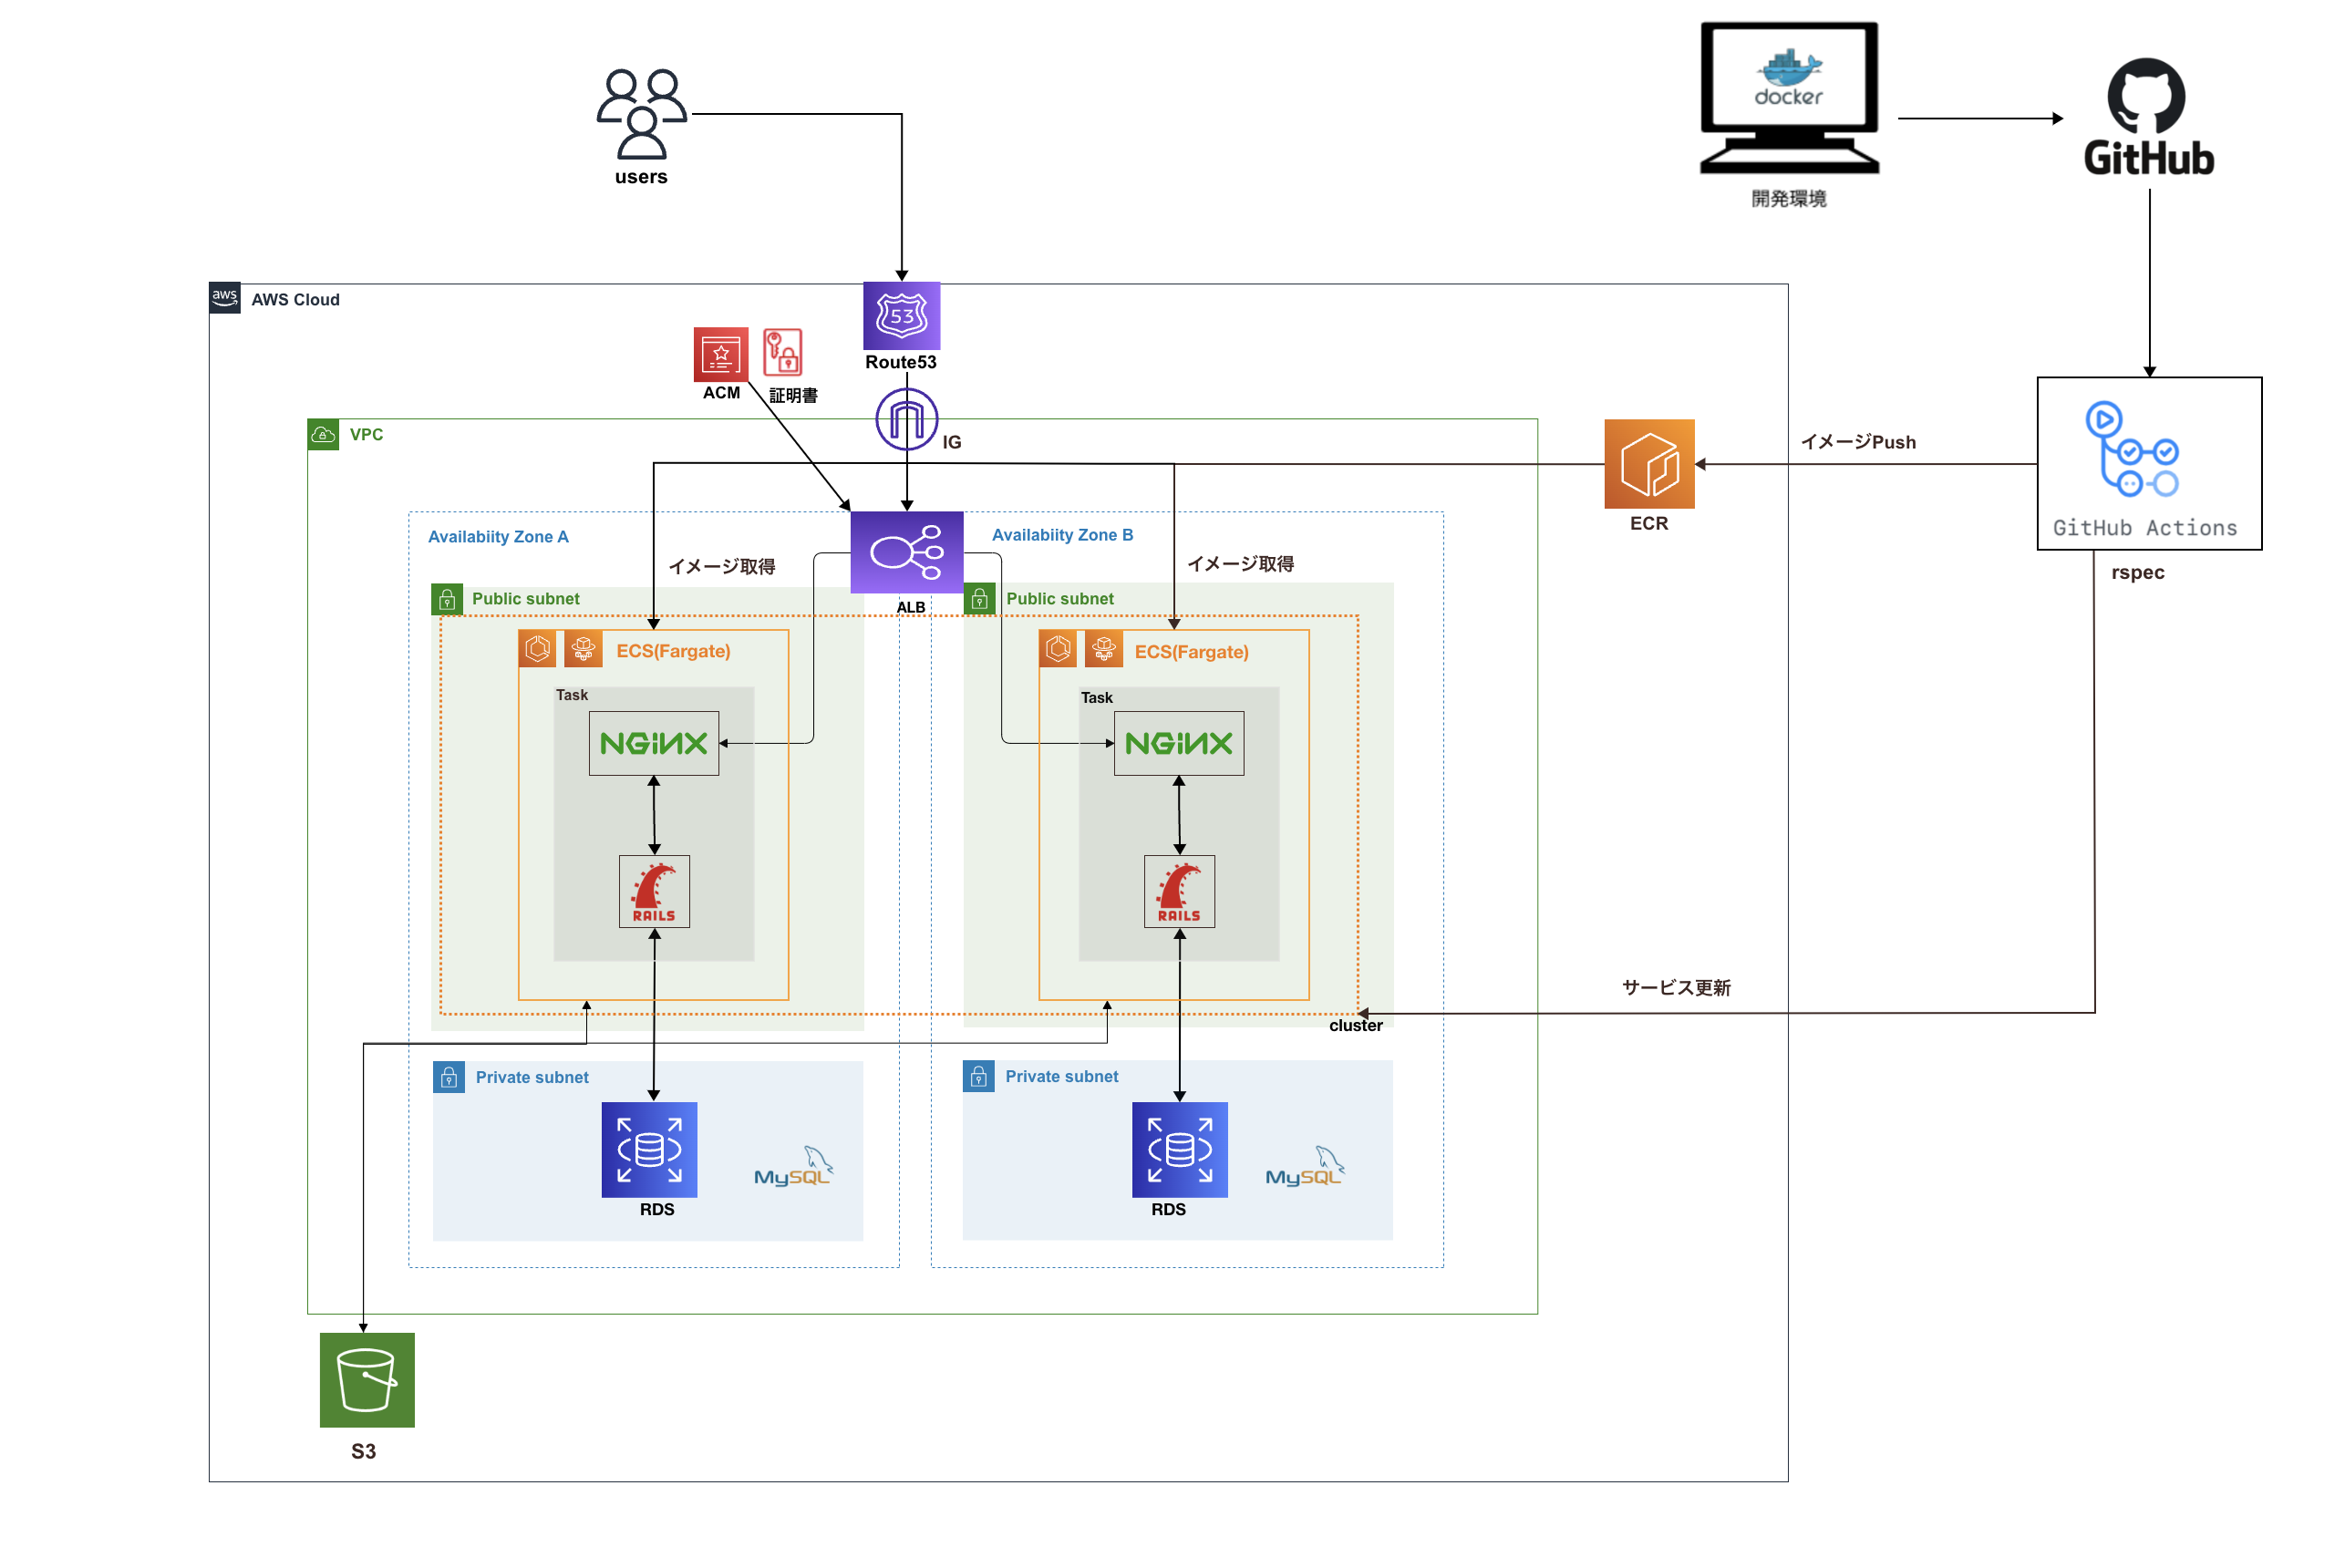 docker
開発環境
GitHub
users
aws
AWS Cloud
53
Route53
ACM
証明書
IG
VPC
イメージPush
ECR
GitHub Actions
rspec
Availabiity Zone A
Availabiity Zone B
イメージ取得
イメージ取得
ALB
Public subnet
Public subnet
ECS(Fargate)
ECS(Fargate)
Task
Task
NGINX
NGINX
RAILS
RAILS
サービス更新
cluster
Private subnet
Private subnet
MySQL
MySQL
RDS
RDS
S3